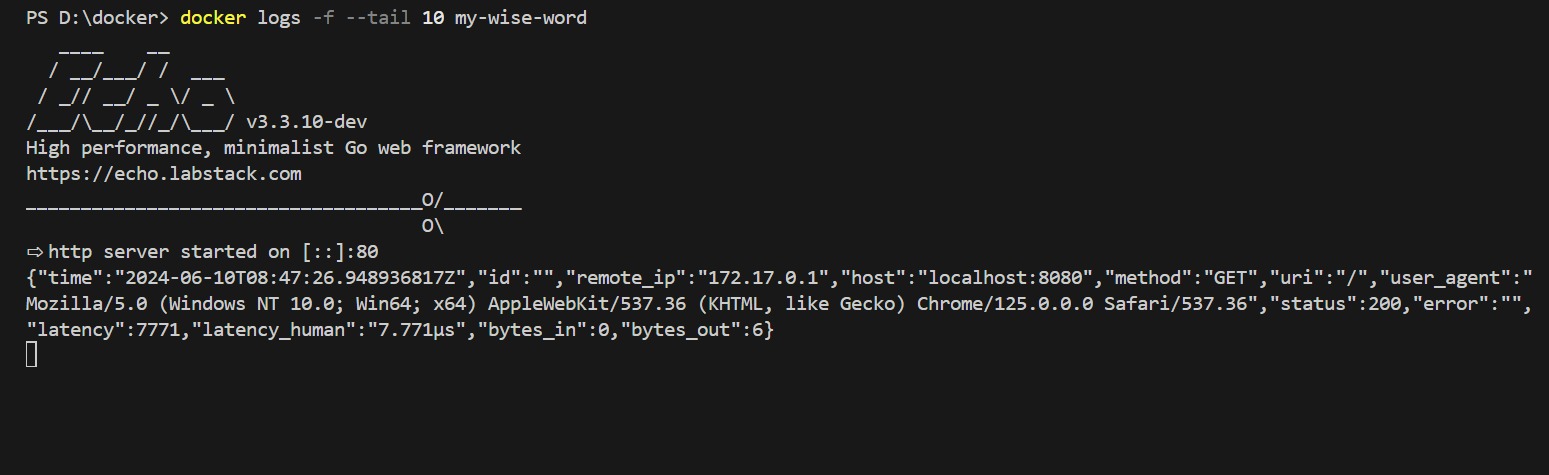 PS D:\docker> docker logs -f --tail 10 my-wise-word
   ____    __
  / __/___/ /  ___
 / _// __/ _ \/ _ \
/___/\__/_//_/\___/ v3.3.10-dev
High performance, minimalist Go web framework
https://echo.labstack.com
____________________________________O/_______
                                    O\
⇨ http server started on [::]:80
{"time":"2024-06-10T08:47:26.948936817Z","id":"","remote_ip":"172.17.0.1","host":"localhost:8080","method":"GET","uri":"/","user_agent":"
Mozilla/5.0 (Windows NT 10.0; Win64; x64) AppleWebKit/537.36 (KHTML, like Gecko) Chrome/125.0.0.0 Safari/537.36","status":200,"error":"",
"latency":7771,"latency_human":"7.771µs","bytes_in":0,"bytes_out":6}